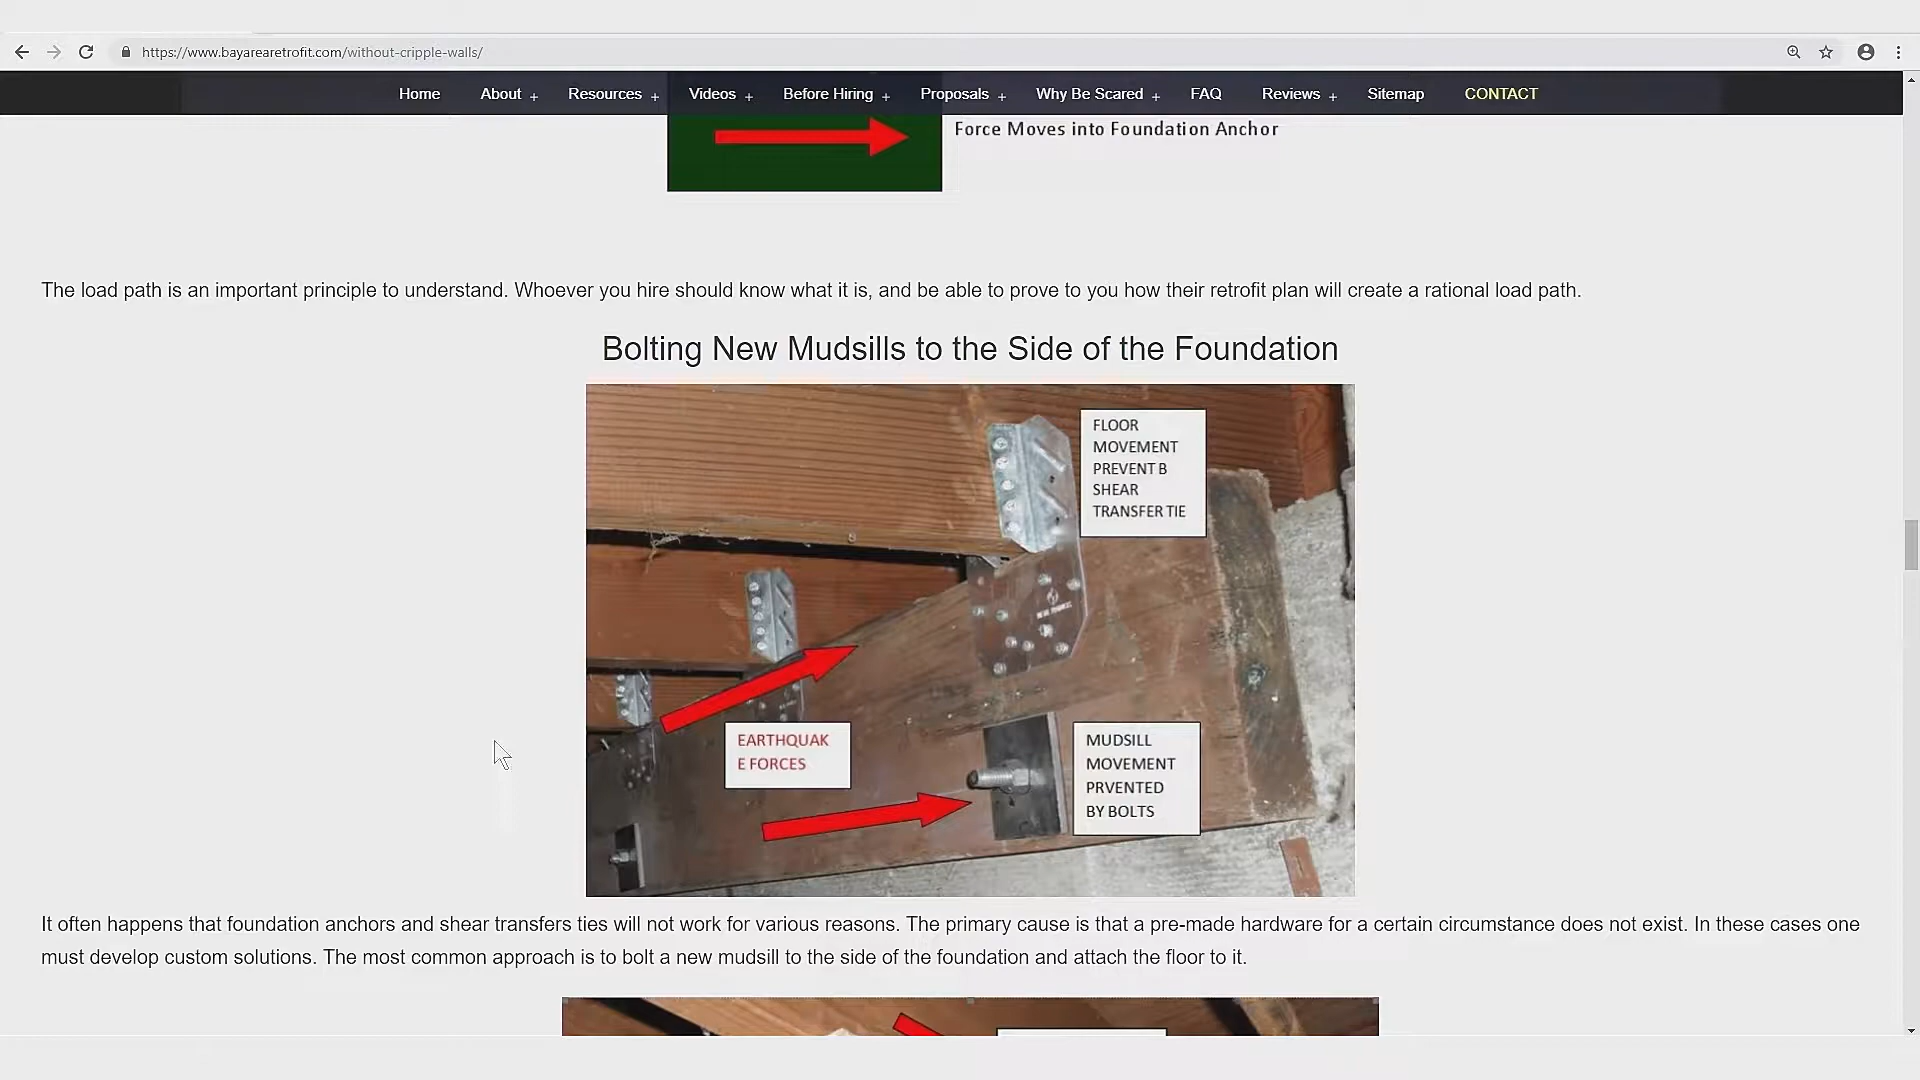 https://www.bayarearetrofit.com/without-cripple-walls/
Home About + Resources + Videos + Before Hiring + Proposals + Why Be Scared + FAQ Reviews + Sitemap CONTACT
Force Moves into Foundation Anchor
The load path is an important principle to understand. Whoever you hire should know what it is, and be able to prove to you how their retrofit plan will create a rational load path.
Bolting New Mudsills to the Side of the Foundation
FLOOR
MOVEMENT
PREVENT B
SHEAR
TRANSFER TIE
EARTHQUAK
E FORCES
MUDSILL
MOVEMENT
PRVENTED
BY BOLTS
It often happens that foundation anchors and shear transfers ties will not work for various reasons. The primary cause is that a pre-made hardware for a certain circumstance does not exist. In these cases one
must develop custom solutions. The most common approach is to bolt a new mudsill to the side of the foundation and attach the floor to it.